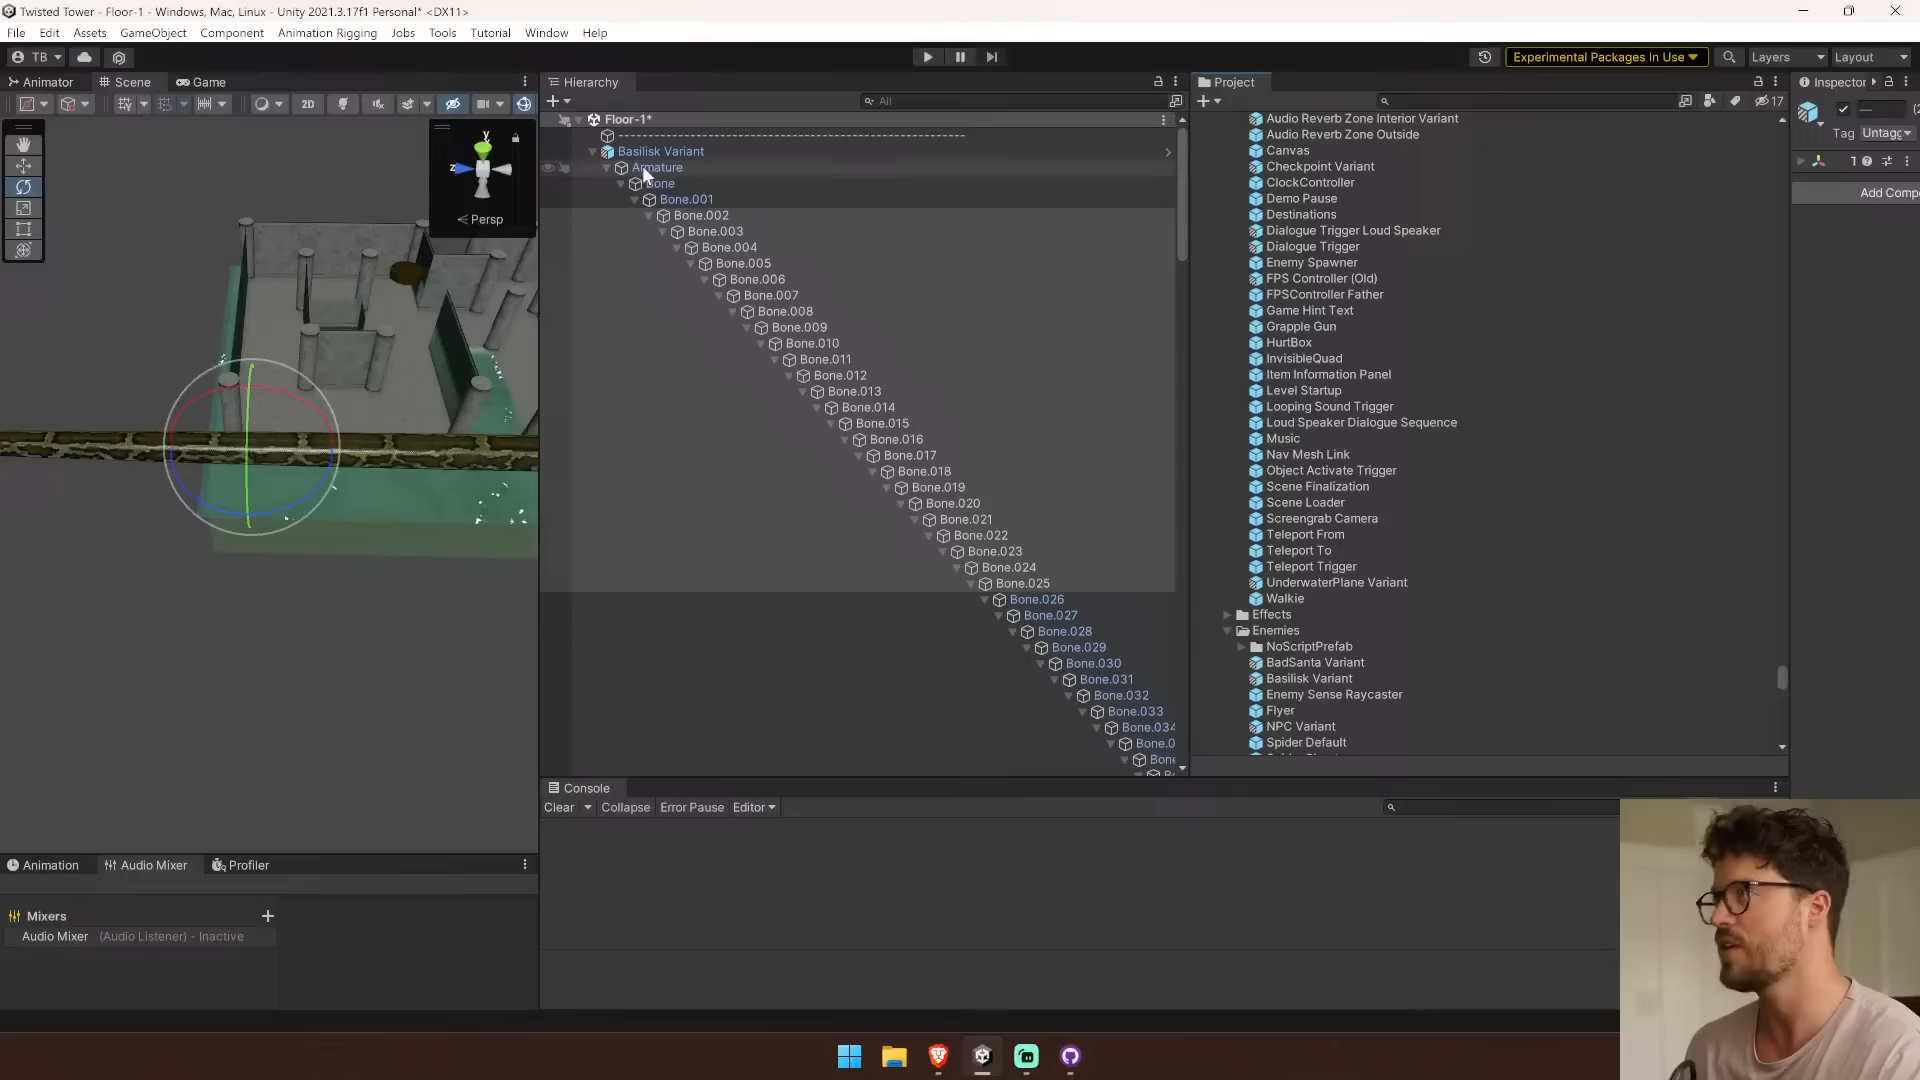 Twisted Tower - Floor-1 - Windows, Mac, Linux - Unity 2021.3.17f1 Personal* <DX11>
File Edit Assets GameObject Component Animation Rigging Jobs Tools Tutorial Window Help
TB Experimental Packages In Use Layers Layout
Animator Scene Game
2D
y
z
Persp
Hierarchy
All
Floor-1*
------------------------------------------------------
Basilisk Variant
Armature
Bone
Bone.001
Bone.002
Bone.003
Bone.004
Bone.005
Bone.006
Bone.007
Bone.008
Bone.009
Bone.010
Bone.011
Bone.012
Bone.013
Bone.014
Bone.015
Bone.016
Bone.017
Bone.018
Bone.019
Bone.020
Bone.021
Bone.022
Bone.023
Bone.024
Bone.025
Bone.026
Bone.027
Bone.028
Bone.029
Bone.030
Bone.031
Bone.032
Bone.033
Bone.034
Bone.0
Bone
Project
17
Audio Reverb Zone Interior Variant
Audio Reverb Zone Outside
Canvas
Checkpoint Variant
ClockController
Demo Pause
Destinations
Dialogue Trigger Loud Speaker
Dialogue Trigger
Enemy Spawner
FPS Controller (Old)
FPSController Father
Game Hint Text
Grapple Gun
HurtBox
InvisibleQuad
Item Information Panel
Level Startup
Looping Sound Trigger
Loud Speaker Dialogue Sequence
Music
Nav Mesh Link
Object Activate Trigger
Scene Finalization
Scene Loader
Screengrab Camera
Teleport From
Teleport To
Teleport Trigger
UnderwaterPlane Variant
Walkie
Effects
Enemies
NoScriptPrefab
BadSanta Variant
Basilisk Variant
Enemy Sense Raycaster
Flyer
NPC Variant
Spider Default
Inspector
Tag Untagg
Add Comp
Console
Clear Collapse Error Pause Editor
Animation Audio Mixer Profiler
Mixers
Audio Mixer (Audio Listener) - Inactive